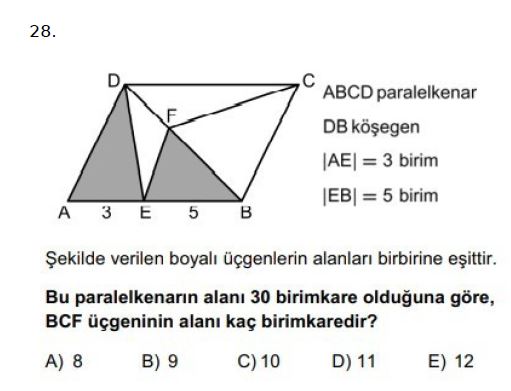 28.
D
C
F
A 3 E 5 B
ABCD paralelkenar
DB köşegen
|AE| = 3 birim
|EB| = 5 birim
Şekilde verilen boyalı üçgenlerin alanları birbirine eşittir.
Bu paralelkenarın alanı 30 birimkare olduğuna göre,
BCF üçgeninin alanı kaç birimkaredir?
A) 8 B) 9 C) 10 D) 11 E) 12